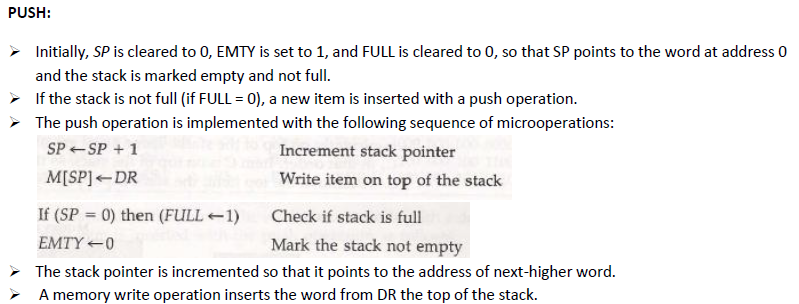 PUSH:
➢ Initially, SP is cleared to 0, EMTY is set to 1, and FULL is cleared to 0, so that SP points to the word at address 0
and the stack is marked empty and not full.
➢ If the stack is not full (if FULL = 0), a new item is inserted with a push operation.
➢ The push operation is implemented with the following sequence of microoperations:
SP ← SP + 1 Increment stack pointer
M[SP] ← DR Write item on top of the stack
If (SP = 0) then (FULL ← 1) Check if stack is full
EMTY ← 0 Mark the stack not empty
➢ The stack pointer is incremented so that it points to the address of next-higher word.
➢ A memory write operation inserts the word from DR the top of the stack.